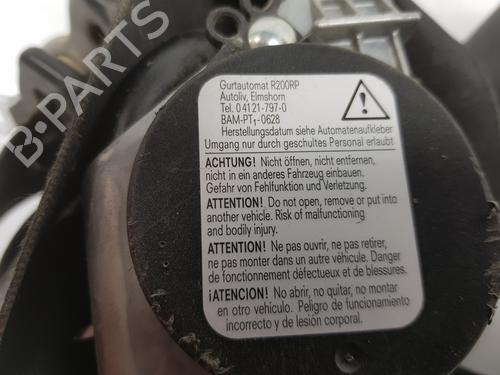 Gurtautomat R200RP
Autoliv, Elmshorn
Tel. 04121-797-0
BAM-PT₁-0628
Herstellungsdatum siehe Automatenaufkleber
Umgang nur durch geschultes Personal erlaubt
ACHTUNG! Nicht öffnen, nicht entfernen,
nicht in ein anderes Fahrzeug einbauen.
Gefahr von Fehlfunktion und Verletzung.
ATTENTION! Do not open, remove or put into
another vehicle. Risk of malfunctioning
and bodily injury.
ATTENTION! Ne pas ouvrir, ne pas retirer,
ne pas monter dans un autre véhicule. Danger
de fonctionnement défectueux et de blessures.
¡ATENCION! No abrir, no quitar, no montar
en otro vehículo. Peligro de funcionamiento
incorrecto y de lesión corporal.
B-PARTS